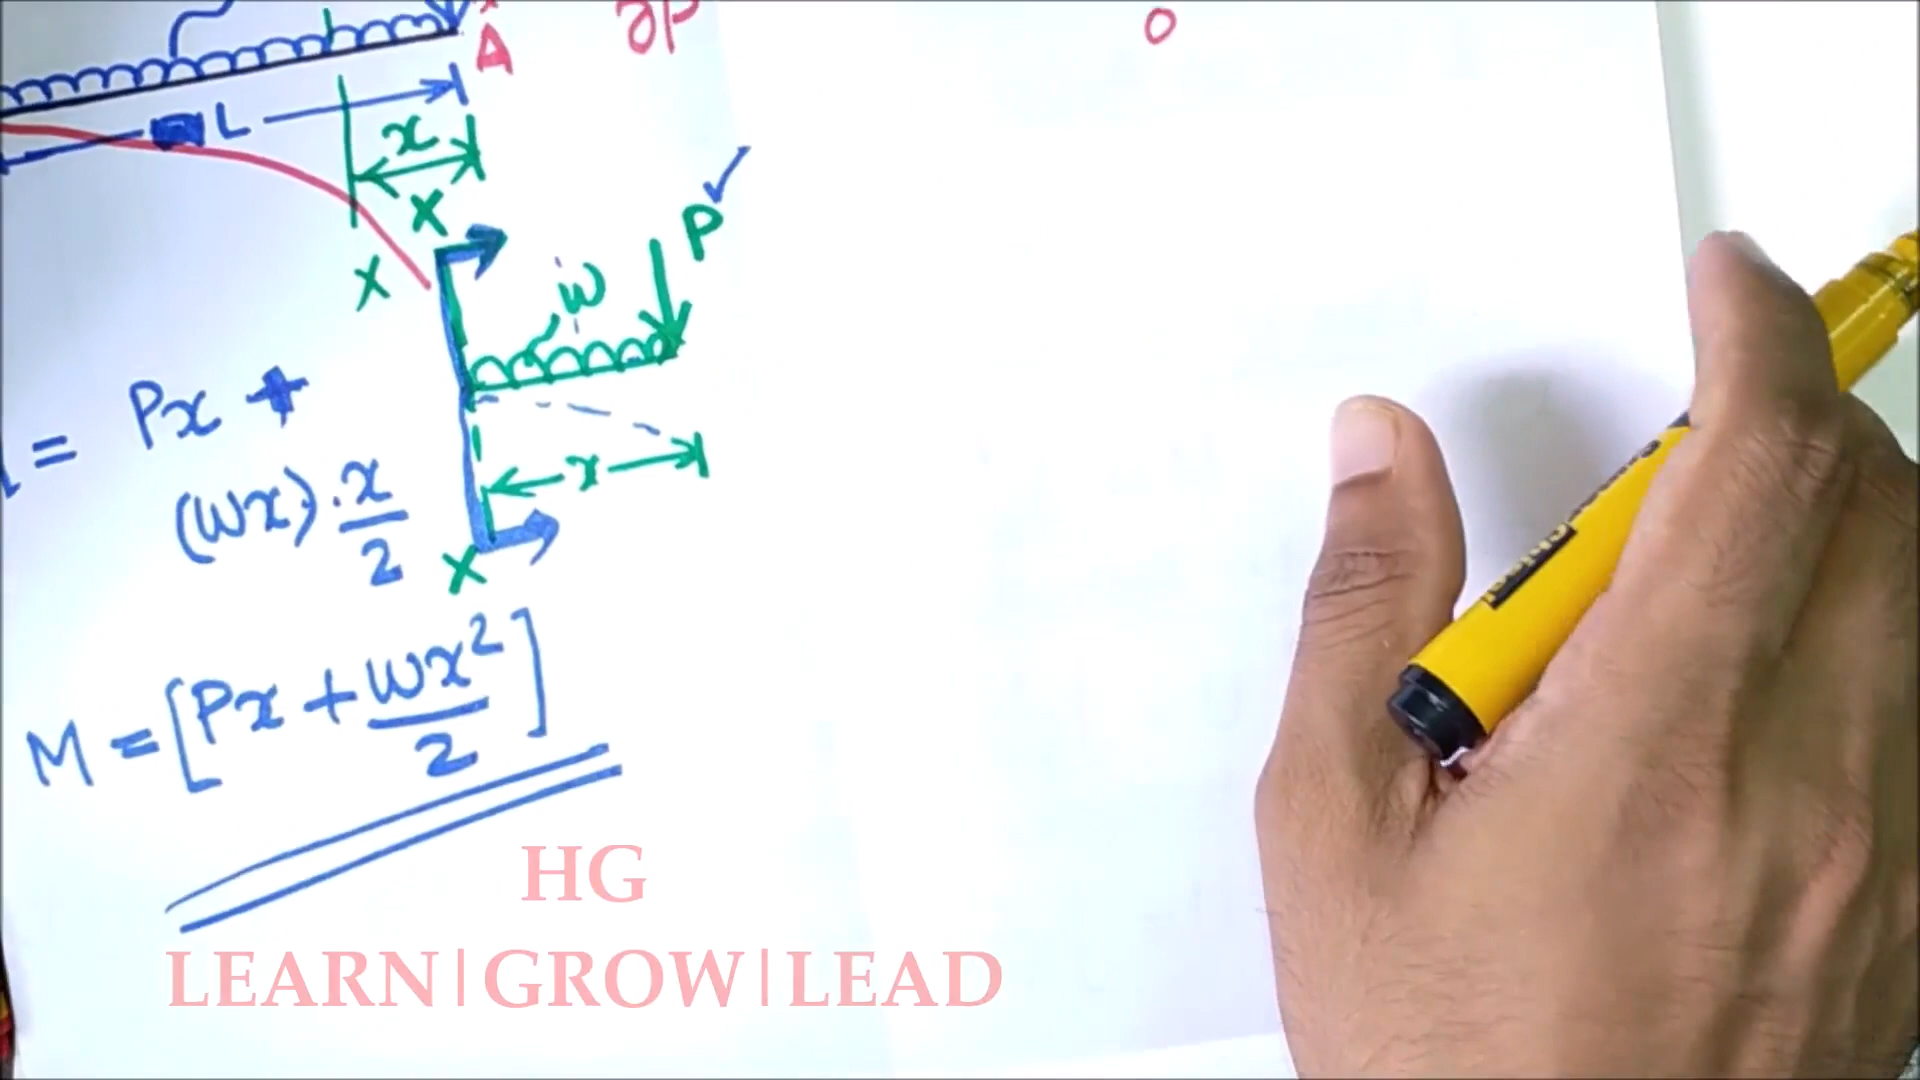 A
∂P
0
L
x
X
X
P
w
= Px +
(wx).x/2
x
X
M = [Px + wx²/2]
HG
LEARN|GROW|LEAD